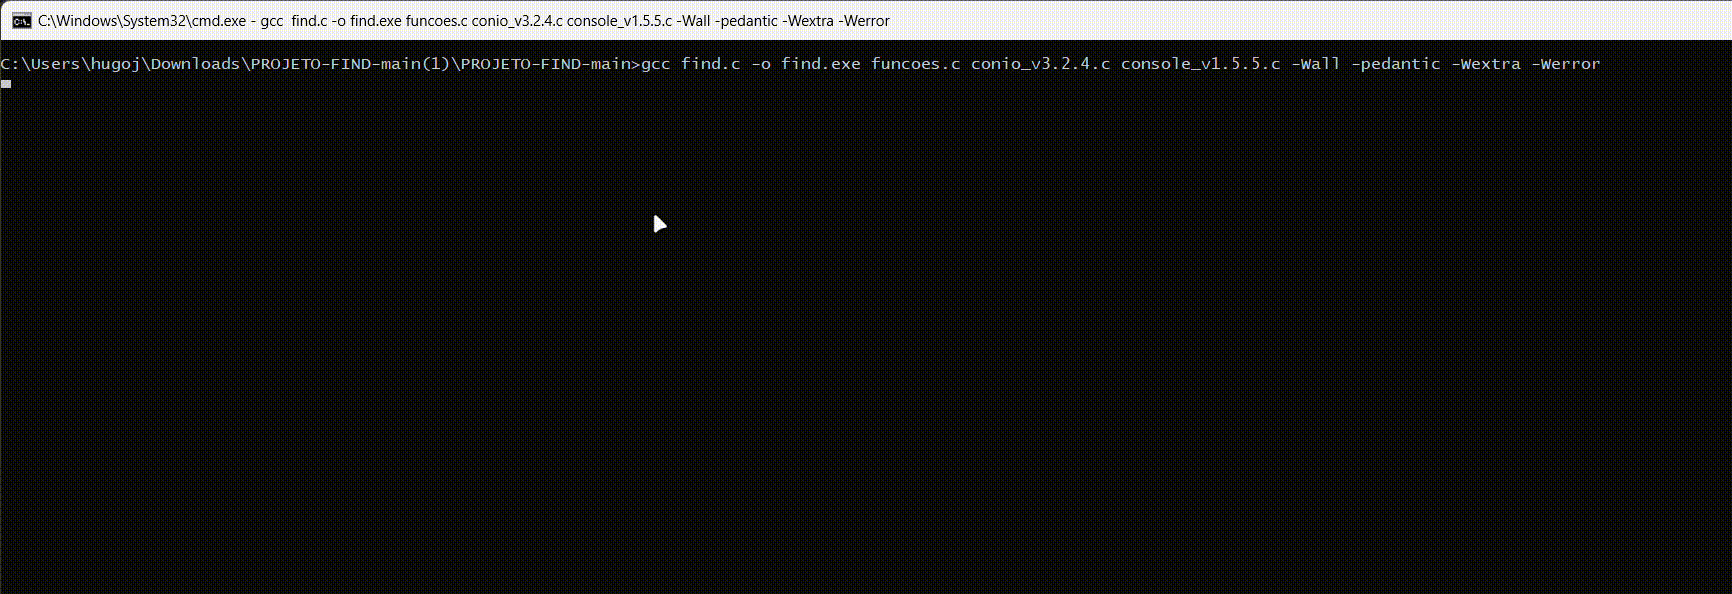 C:\Windows\System32\cmd.exe - gcc  find.c -o find.exe funcoes.c conio_v3.2.4.c console_v1.5.5.c -Wall -pedantic -Wextra -Werror
C:\Users\hugoj\Downloads\PROJETO-FIND-main(1)\PROJETO-FIND-main>gcc find.c -o find.exe funcoes.c conio_v3.2.4.c console_v1.5.5.c -Wall -pedantic -Wextra -Werror